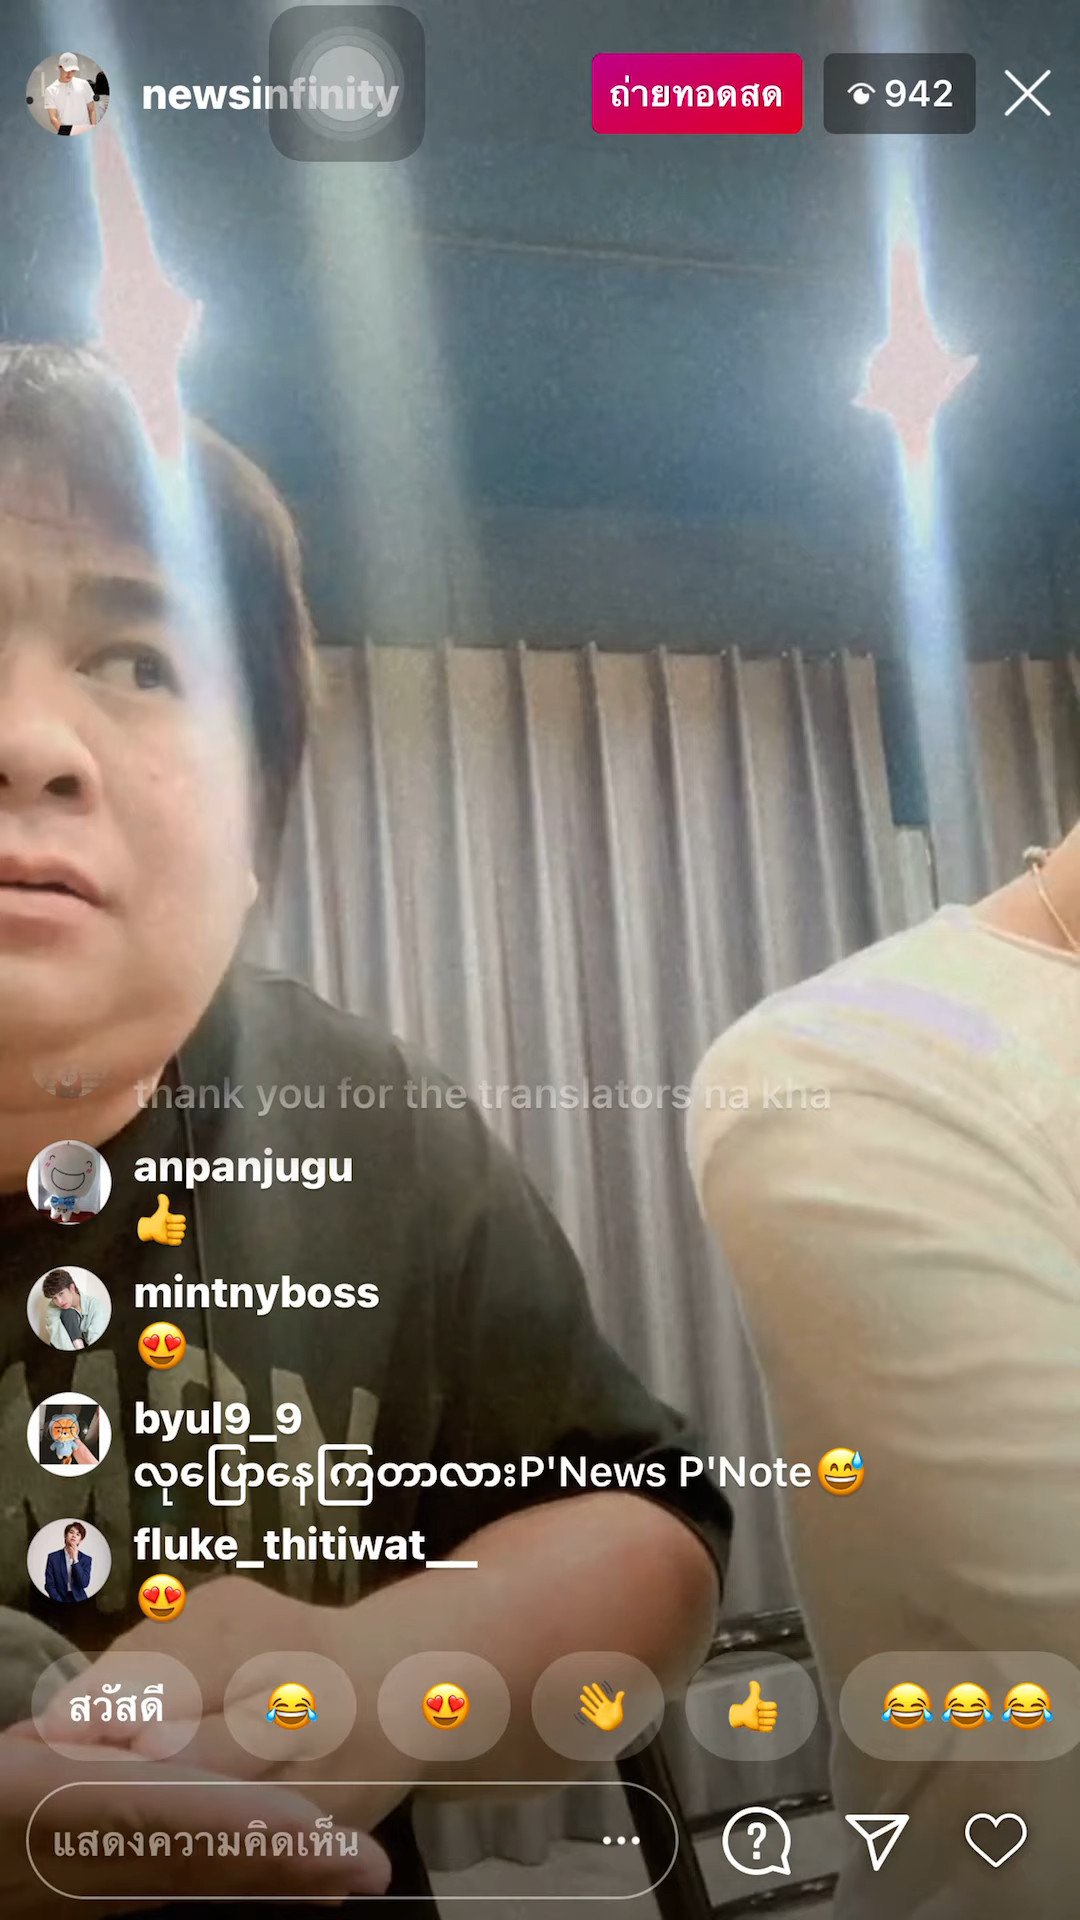 newsinfinity
ถ่ายทอดสด
942
thank you for the translators na kha
anpanjugu
👍
mintnyboss
😍
byul9_9
လုပြောနေကြတာလားP'News P'Note😅
fluke_thitiwat__
😍
สวัสดี 😂 😍 👋 👍 😂😂😂
แสดงความคิดเห็น